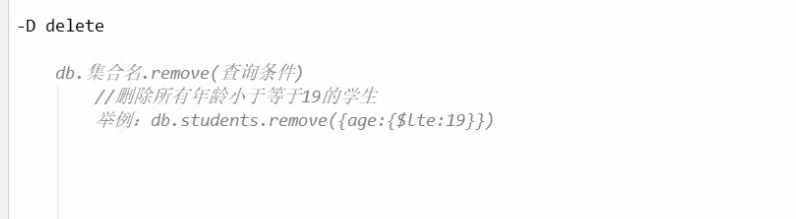 -D delete
db.集合名.remove(查询条件)
//删除所有年龄小于等于19的学生
举例：db.students.remove({age:{$lte:19}})